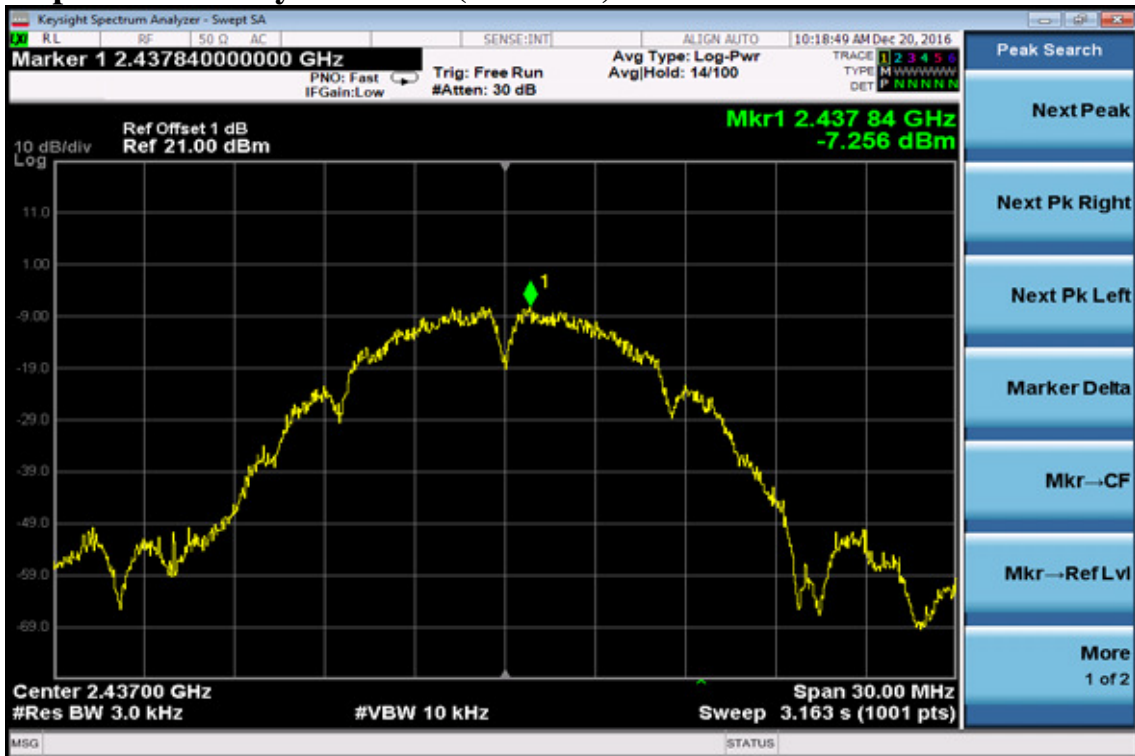 Keysight Spectrum Analyzer - Swept SA
LXI RL RF 50 Ω AC SENSE:INT ALIGN AUTO 10:18:49 AM Dec 20, 2016
Marker 1 2.437840000000 GHz
PNO: Fast
IFGain:Low
Trig: Free Run
#Atten: 30 dB
Avg Type: Log-Pwr
Avg|Hold: 14/100
TRACE 1 2 3 4 5 6
TYPE M WWWWW
DET P N N N N N
Ref Offset 1 dB
10 dB/div Ref 21.00 dBm
Log
Mkr1 2.437 84 GHz
-7.256 dBm
1
11.0
1.00
-9.00
-19.0
-29.0
-39.0
-49.0
-59.0
-69.0
Center 2.43700 GHz Span 30.00 MHz
#Res BW 3.0 kHz #VBW 10 kHz Sweep 3.163 s (1001 pts)
MSG STATUS
Peak Search
Next Peak
Next Pk Right
Next Pk Left
Marker Delta
Mkr→CF
Mkr→Ref Lvl
More
1 of 2